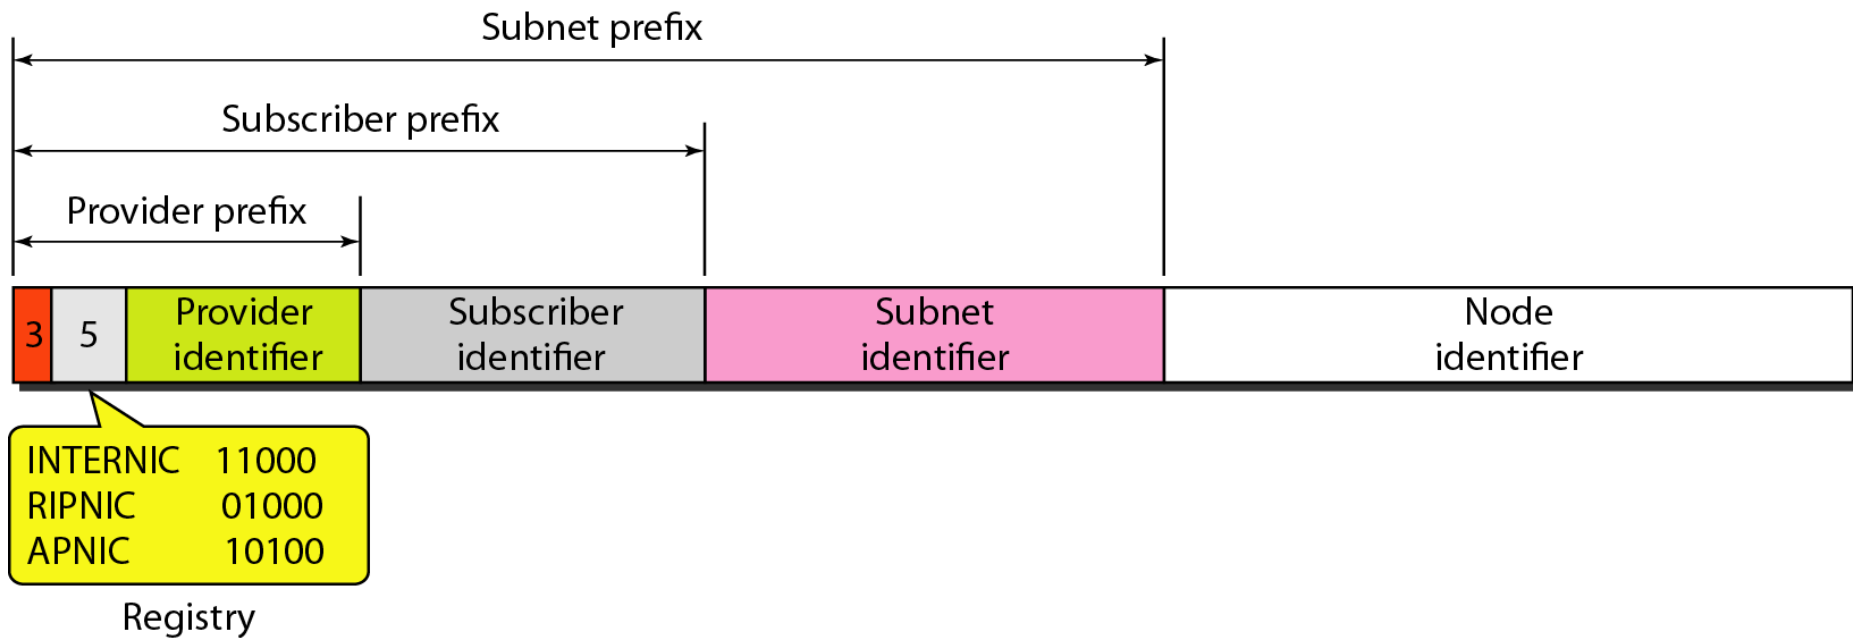 Subnet prefix
Subscriber prefix
Provider prefix
3
5
Provider
identifier
Subscriber
identifier
Subnet
identifier
Node
identifier
INTERNIC 11000
RIPNIC 01000
APNIC 10100
Registry